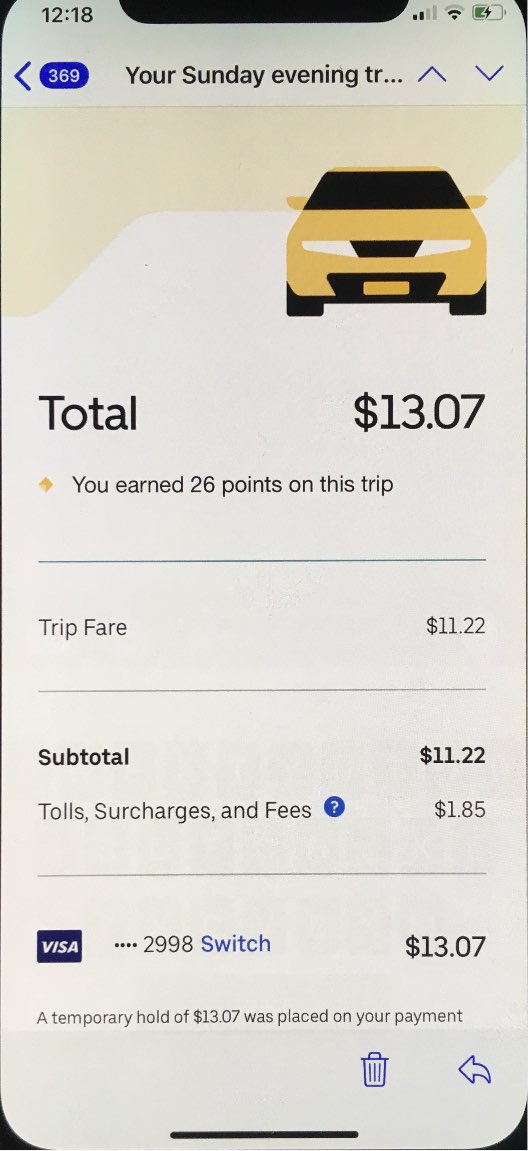 12:18
369 Your Sunday evening tr...
Total $13.07
You earned 26 points on this trip
Trip Fare $11.22
Subtotal $11.22
Tolls, Surcharges, and Fees ? $1.85
VISA •••• 2998 Switch $13.07
A temporary hold of $13.07 was placed on your payment